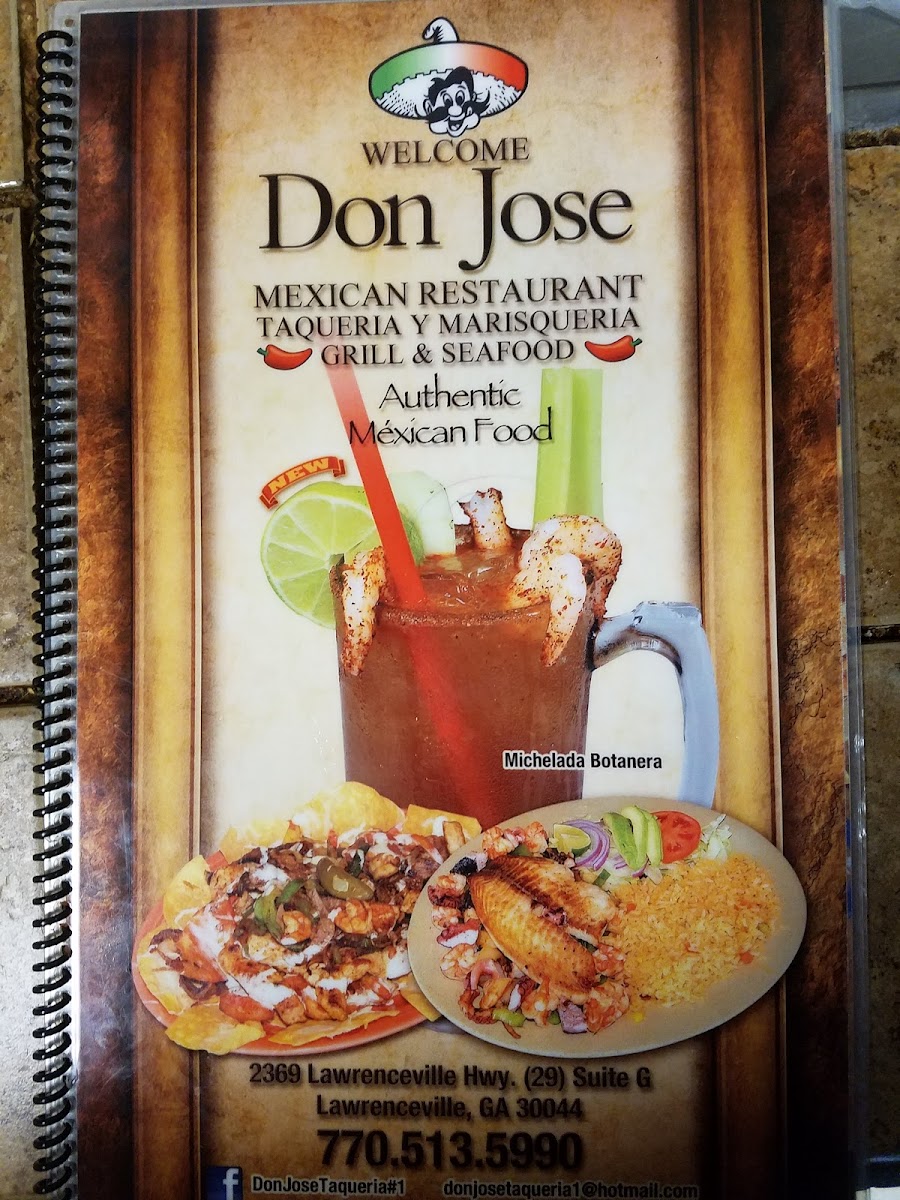 WELCOME
Don Jose
MEXICAN RESTAURANT
TAQUERIA Y MARISQUERIA
GRILL & SEAFOOD
Authentic
Méxican Food
NEW
Michelada Botanera
2369 Lawrenceville Hwy. (29) Suite G
Lawrenceville, GA 30044
770.513.5990
f DonJoseTaqueria#1 donjosetaqueria1@hotmail.com